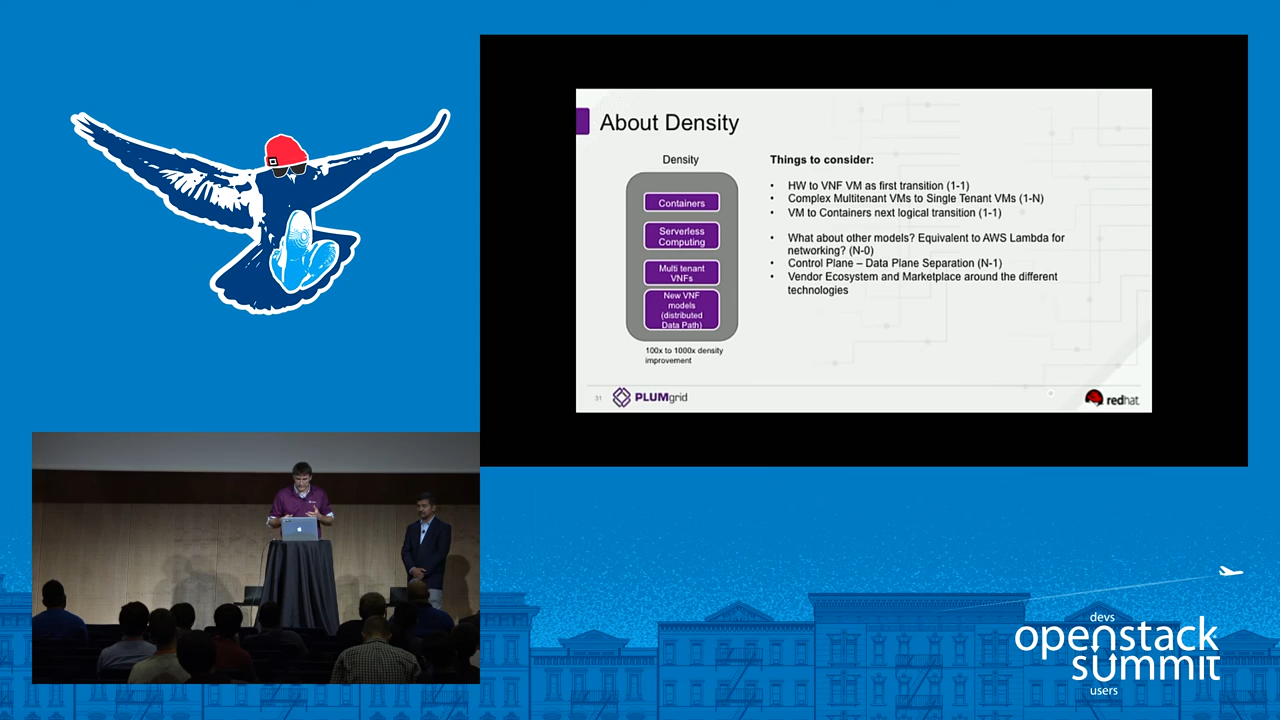 About Density
Density
Containers
Serverless
Computing
Multi tenant
VNFs
New VNF
models
(distributed
Data Path)
100x to 1000x density
improvement
Things to consider:
• HW to VNF VM as first transition (1-1)
• Complex Multitenant VMs to Single Tenant VMs (1-N)
• VM to Containers next logical transition (1-1)
• What about other models? Equivalent to AWS Lambda for
networking? (N-0)
• Control Plane – Data Plane Separation (N-1)
• Vendor Ecosystem and Marketplace around the different
technologies
31
PLUMgrid
redhat
devs
openstack
summit
users